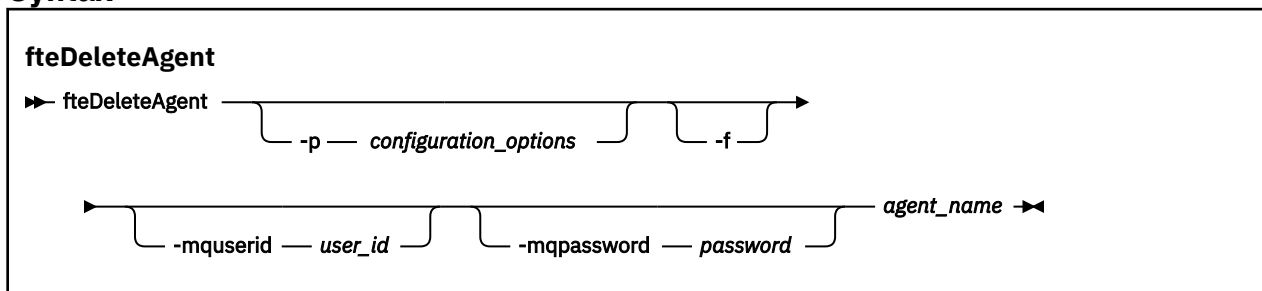 Syntax
fteDeleteAgent
fteDeleteAgent
-p configuration_options -f
agent_name
-mquserid user_id -mqpassword password